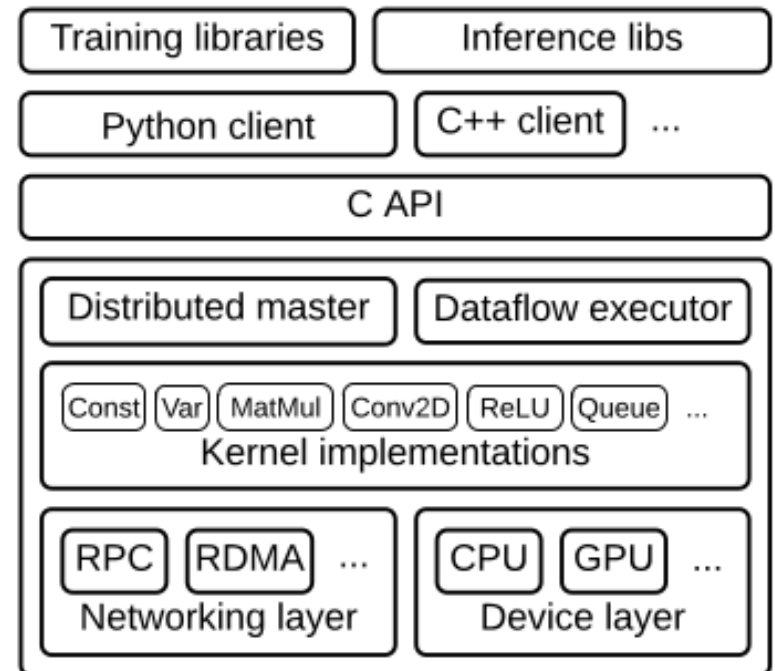 Training libraries
Inference libs
Python client
C++ client
...
C API
Distributed master
Dataflow executor
Const Var MatMul Conv2D ReLU Queue ...
Kernel implementations
RPC RDMA ...
Networking layer
CPU GPU ...
Device layer